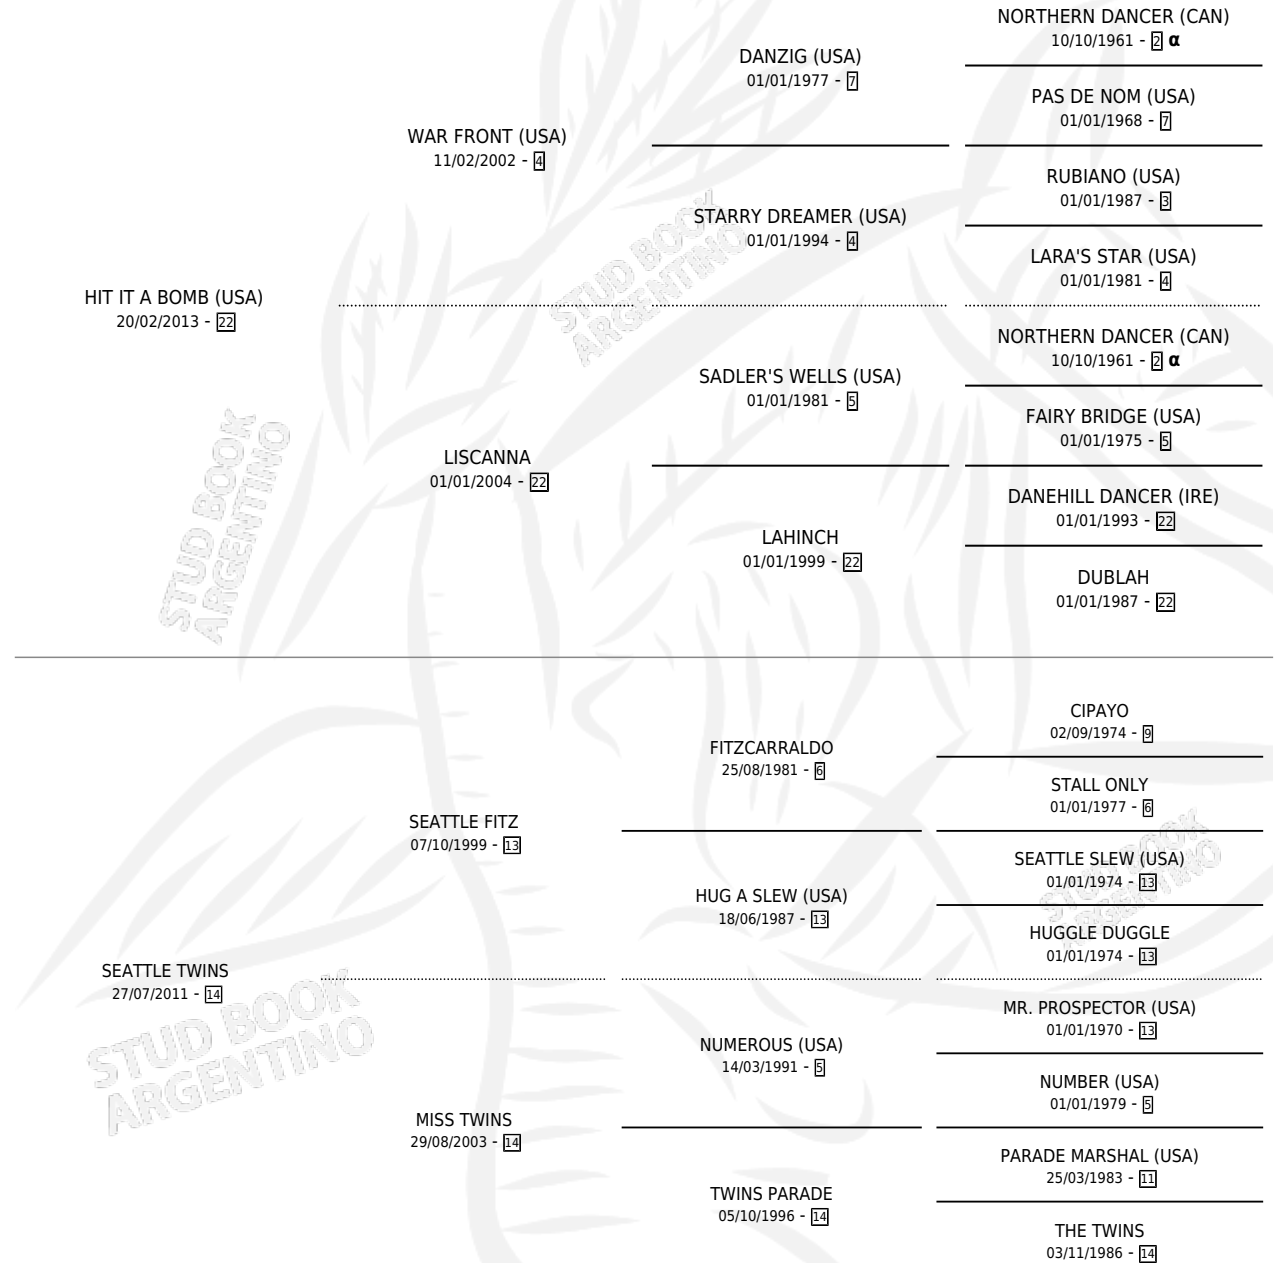 NORTHERN DANCER (CAN)
10/10/1961 - 2 α
DANZIG (USA)
01/01/1977 - 7
PAS DE NOM (USA)
01/01/1968 - 7
WAR FRONT (USA)
11/02/2002 - 4
RUBIANO (USA)
01/01/1987 - 3
STARRY DREAMER (USA)
01/01/1994 - 4
LARA'S STAR (USA)
01/01/1981 - 4
HIT IT A BOMB (USA)
20/02/2013 - 22
NORTHERN DANCER (CAN)
10/10/1961 - 2 α
SADLER'S WELLS (USA)
01/01/1981 - 5
FAIRY BRIDGE (USA)
01/01/1975 - 5
LISCANNA
01/01/2004 - 22
DANEHILL DANCER (IRE)
01/01/1993 - 22
LAHINCH
01/01/1999 - 22
DUBLAH
01/01/1987 - 22
CIPAYO
02/09/1974 - 9
FITZCARRALDO
25/08/1981 - 6
STALL ONLY
01/01/1977 - 6
SEATTLE FITZ
07/10/1999 - 13
SEATTLE SLEW (USA)
01/01/1974 - 13
HUG A SLEW (USA)
18/06/1987 - 13
HUGGLE DUGGLE
01/01/1974 - 13
SEATTLE TWINS
27/07/2011 - 14
MR. PROSPECTOR (USA)
01/01/1970 - 13
NUMEROUS (USA)
14/03/1991 - 5
NUMBER (USA)
01/01/1979 - 5
MISS TWINS
29/08/2003 - 14
PARADE MARSHAL (USA)
25/03/1983 - 11
TWINS PARADE
05/10/1996 - 14
THE TWINS
03/11/1986 - 14
STUD BOOK
ARGENTINO
STUD BOOK
ARGENTINO
STUD BOOK
ARGENTINO
STUD BOOK
ARGENTINO